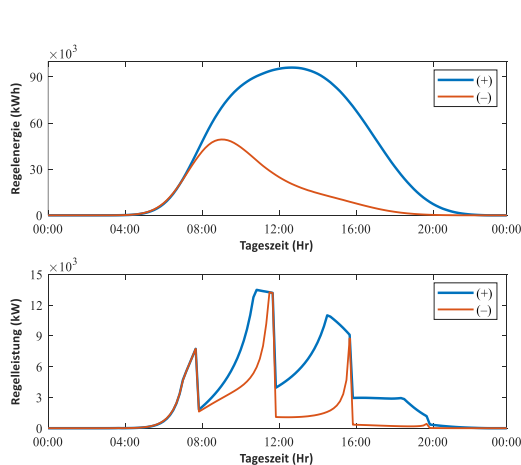 ×10³
Regelenergie (kWh)
90
60
30
0
(+)
(–)
00:00 04:00 08:00 12:00 16:00 20:00 00:00
Tageszeit (Hr)
×10³
Regelleistung (kW)
15
12
9
6
3
0
(+)
(–)
00:00 04:00 08:00 12:00 16:00 20:00 00:00
Tageszeit (Hr)